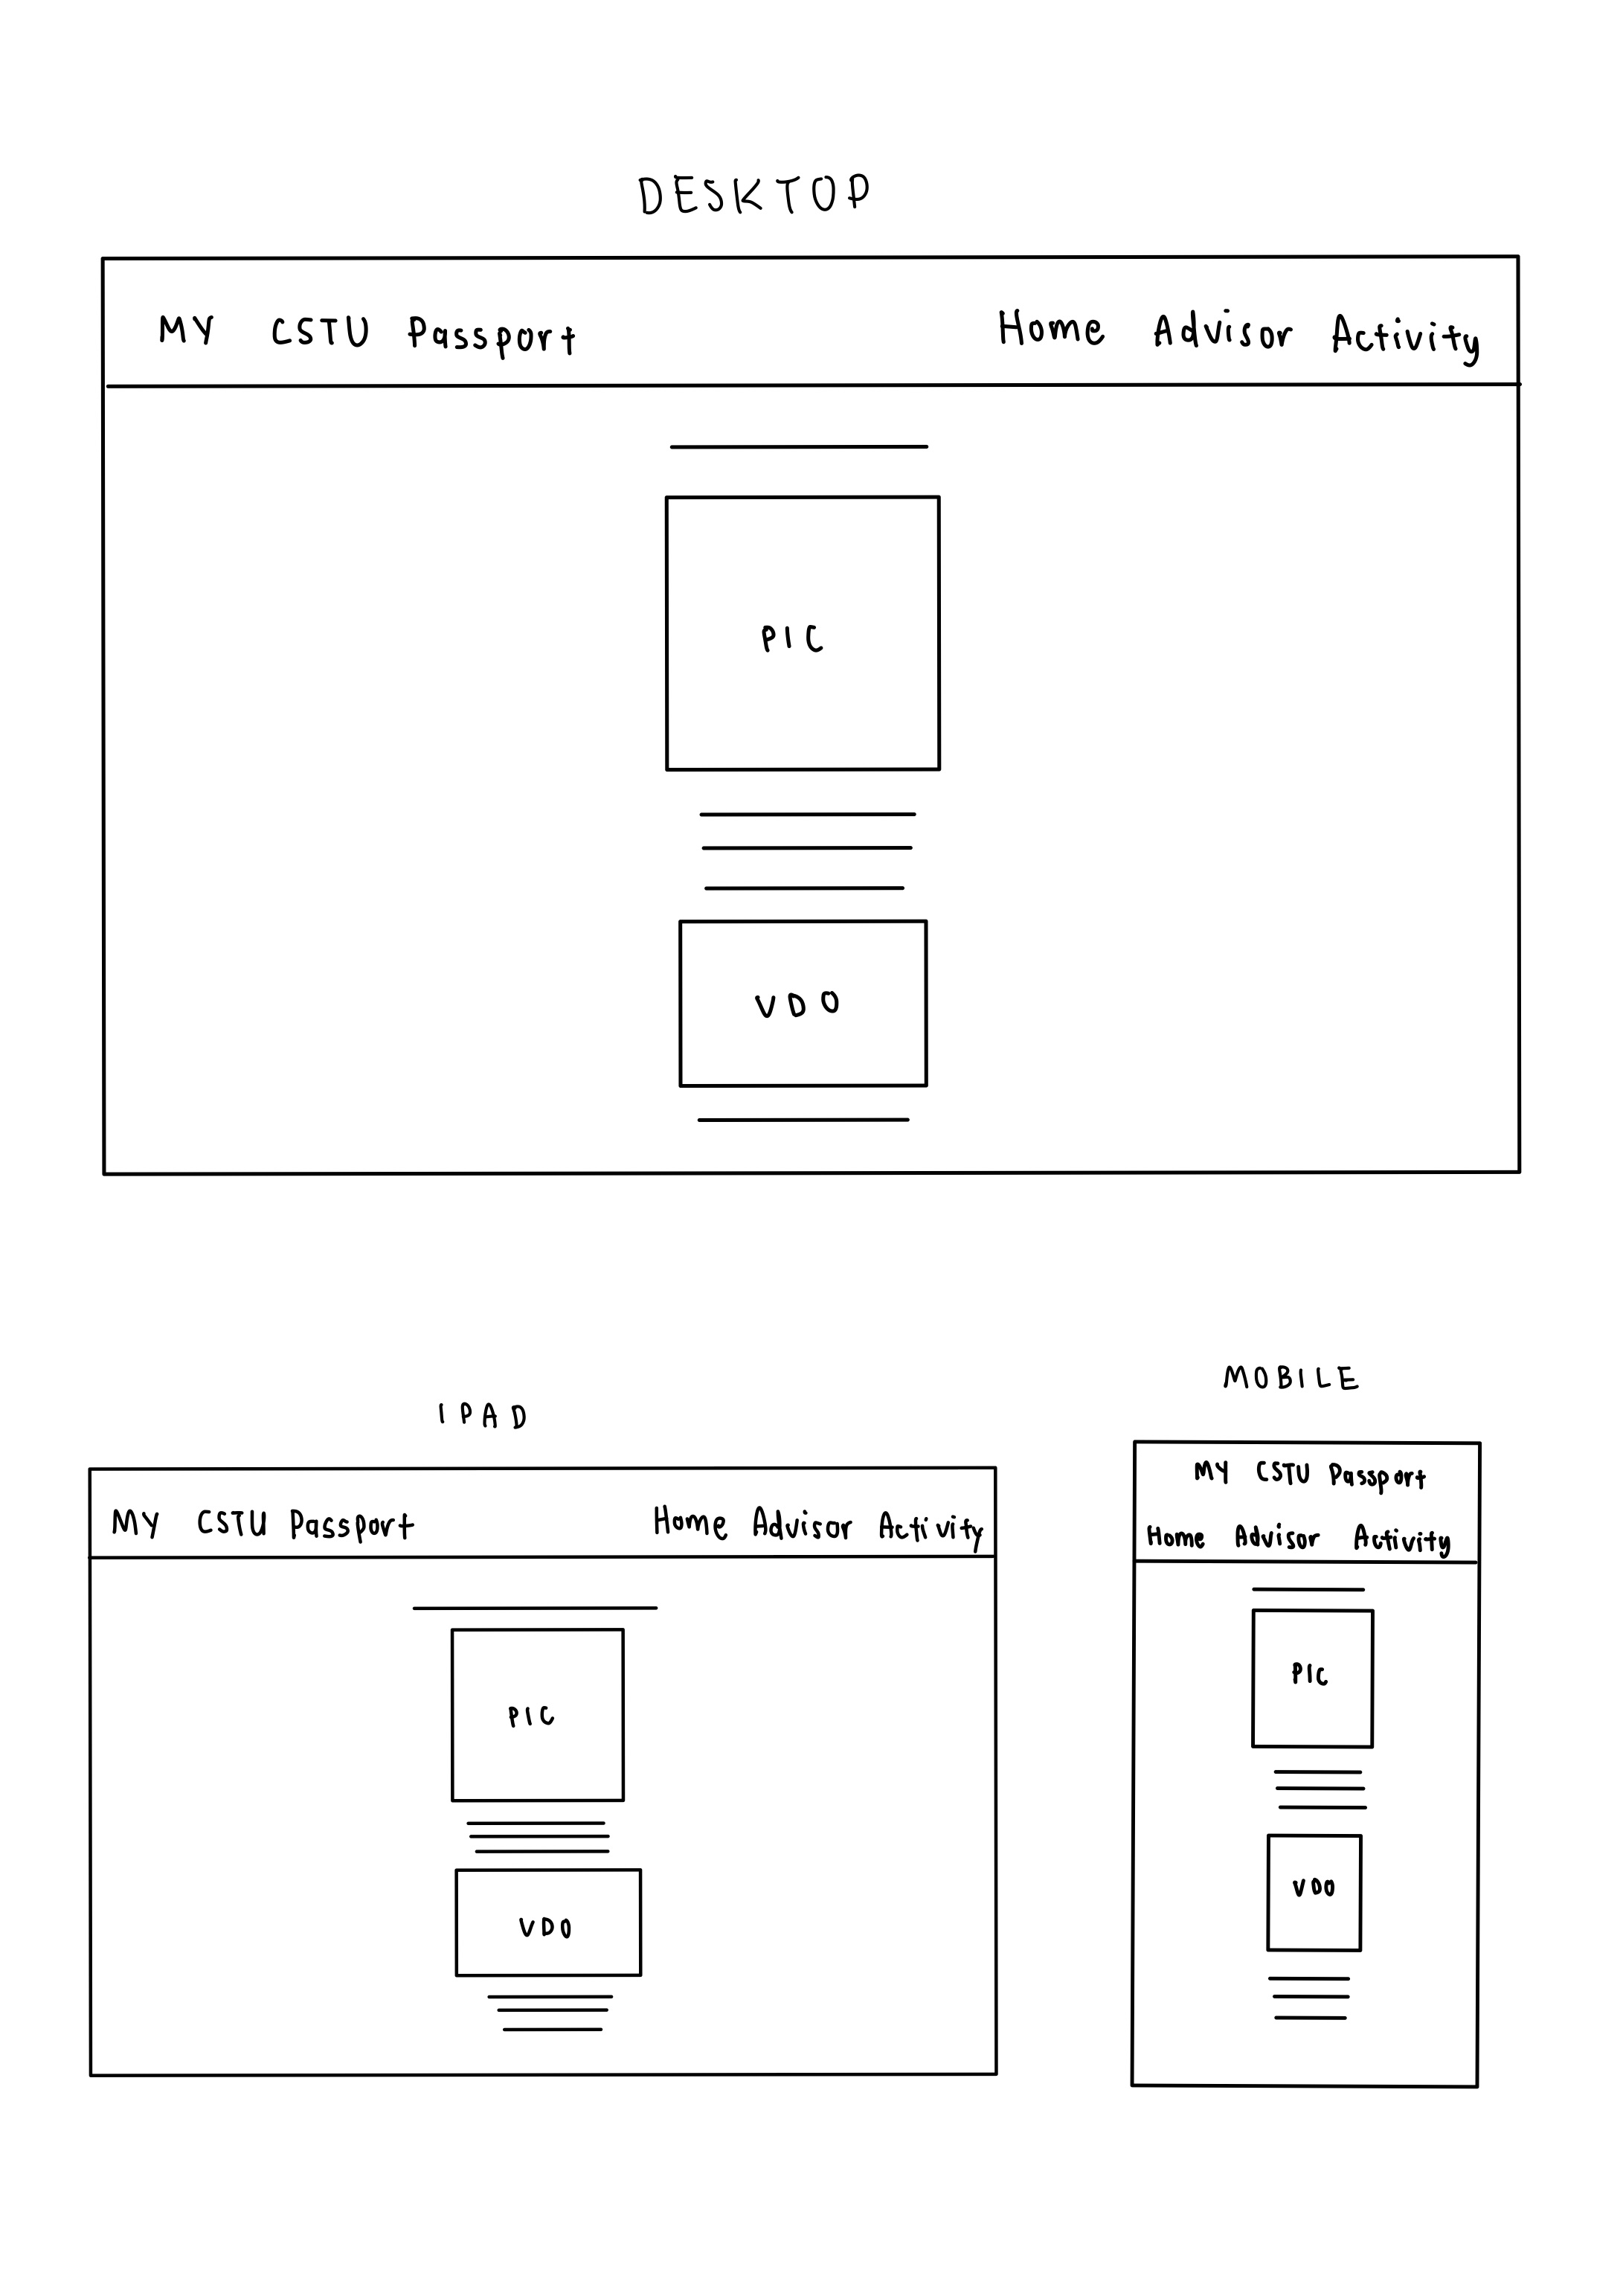 DESKTOP
MY CSTU Passport Home Advisor Activity
PIC
VDO
IPAD
MY CSTU Passport Home Advisor Activity
PIC
VDO
MOBILE
MY CSTU Passport
Home Advisor Activity
PIC
VDO